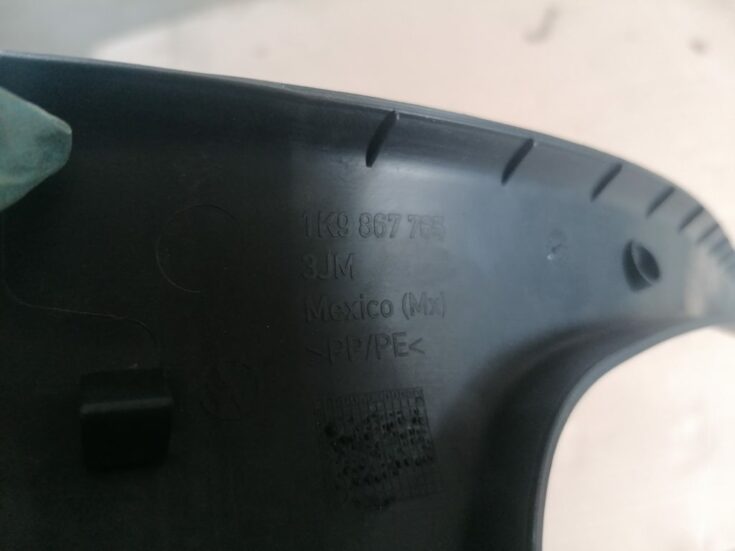 1K9 867 765
3JM
Mexico (Mx)
>PP/PE<